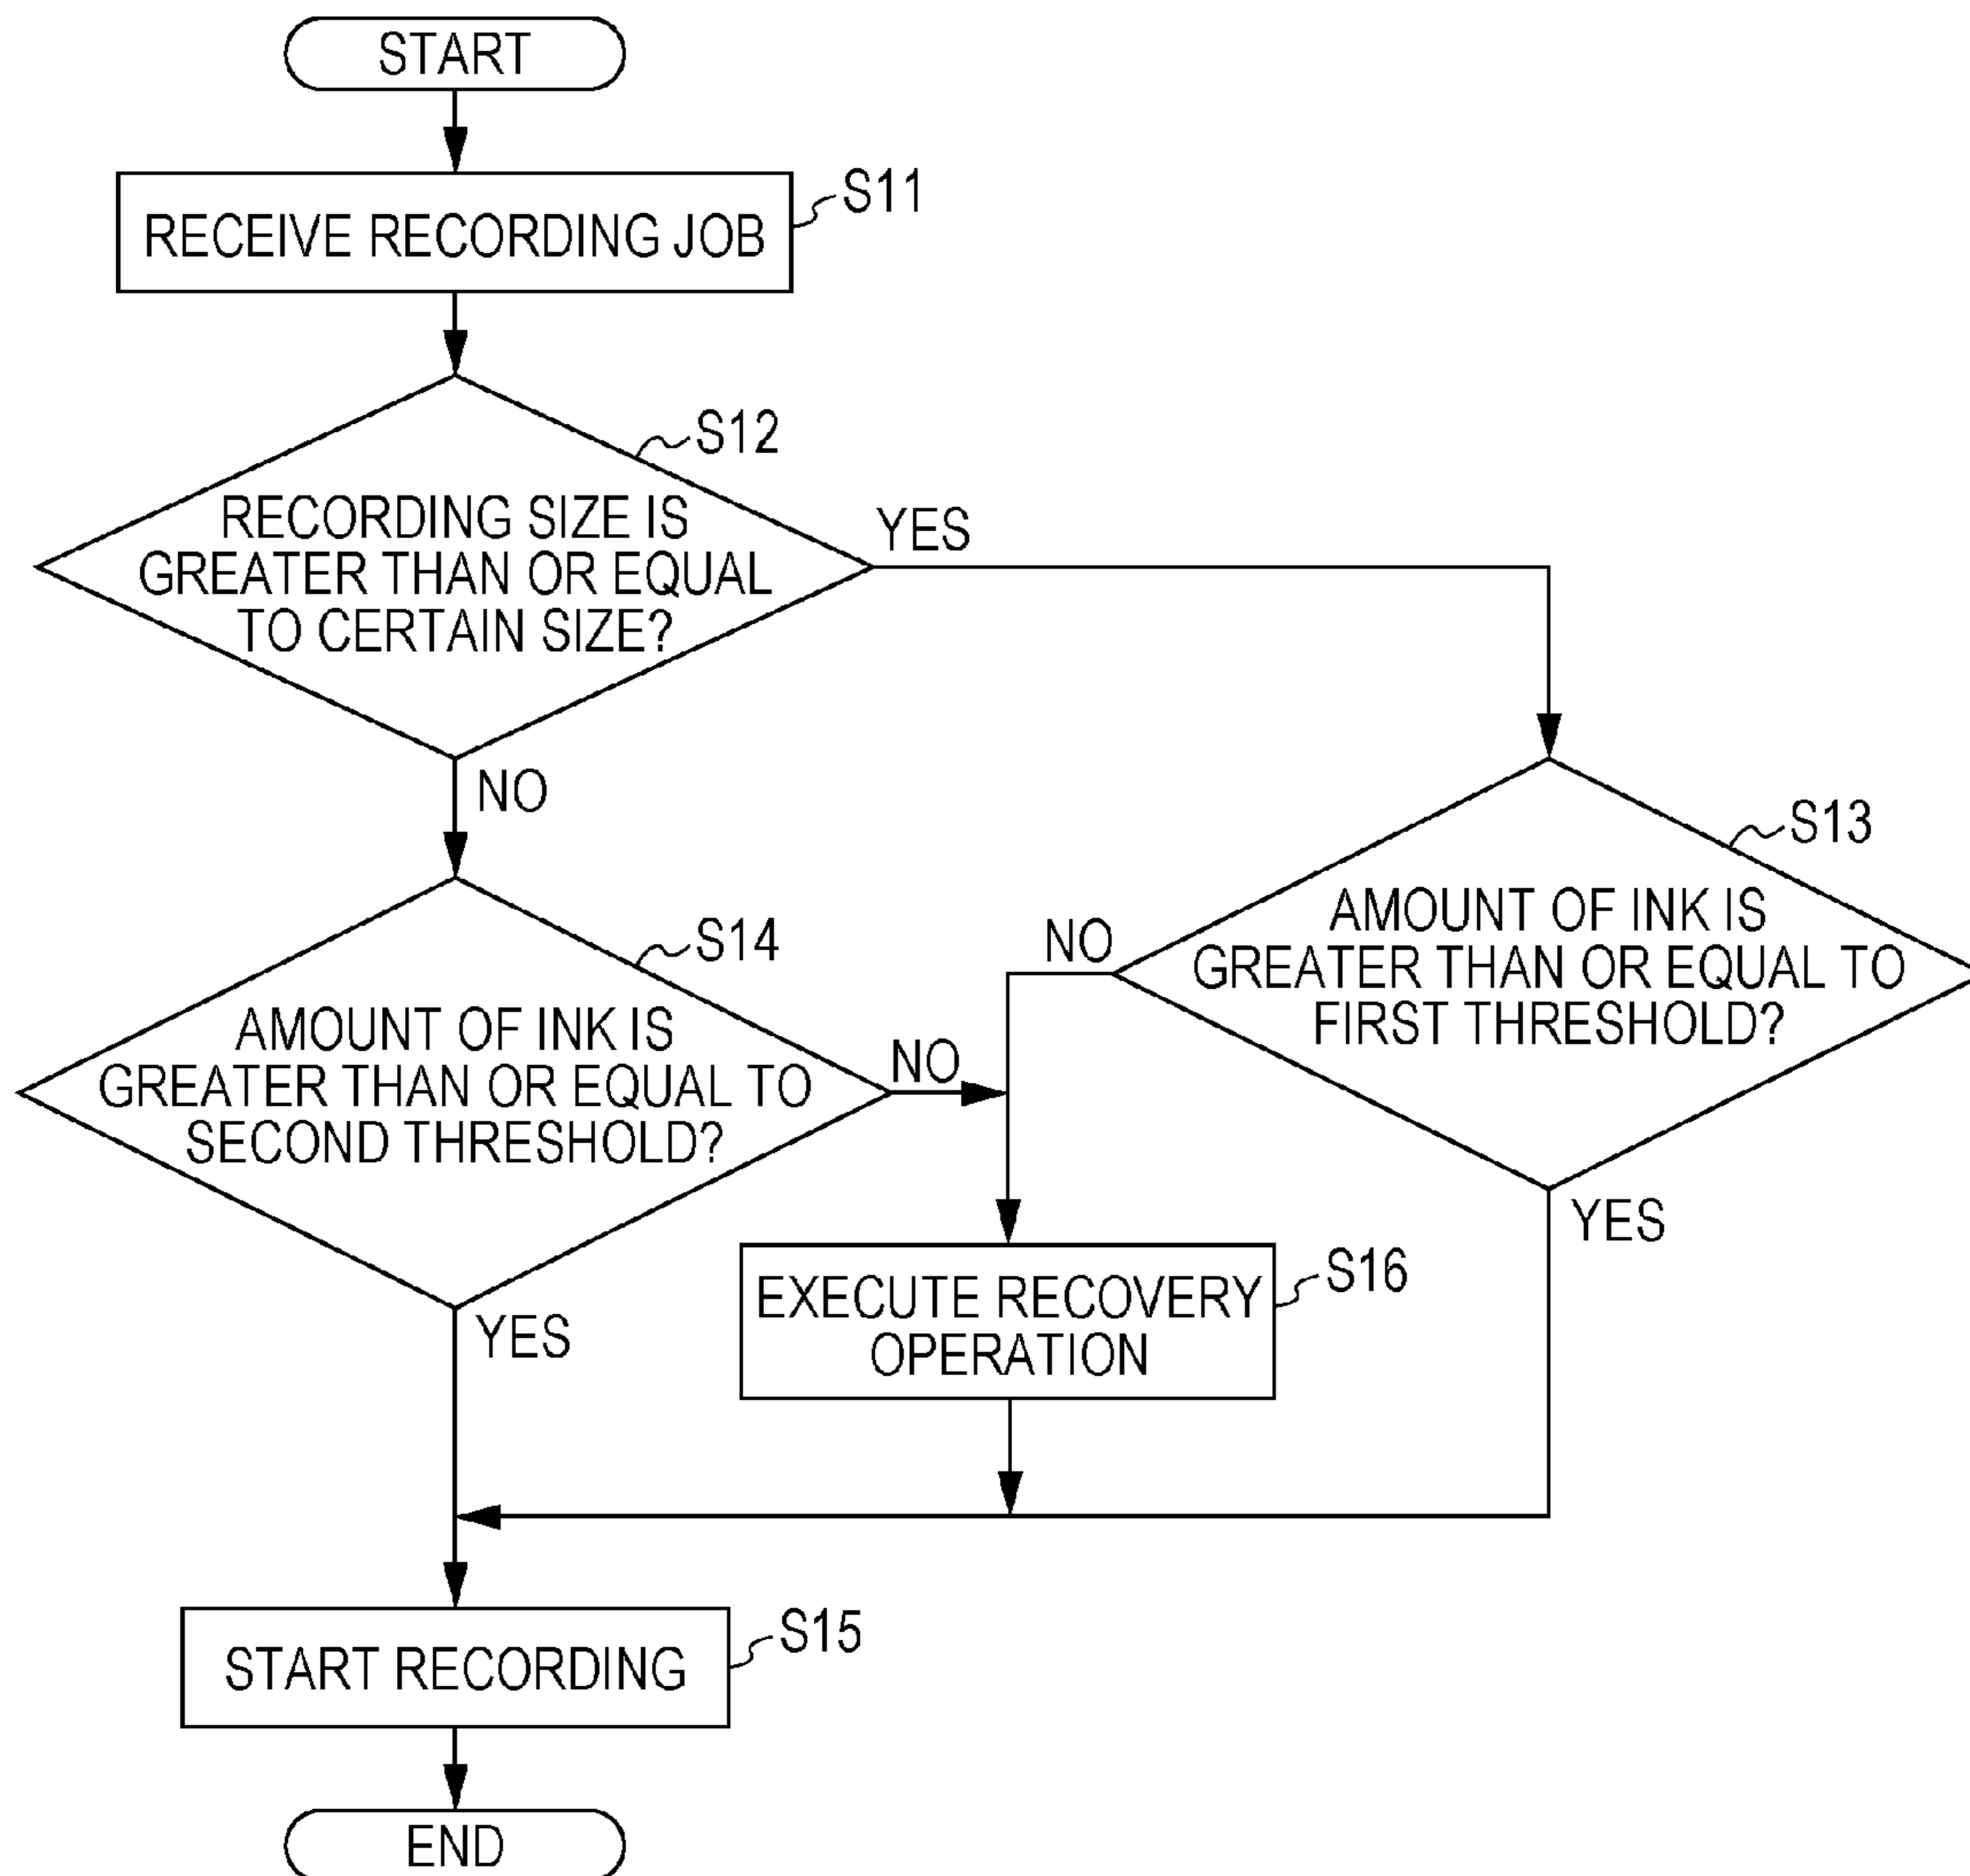 START
RECEIVE RECORDING JOB
S11
S12
RECORDING SIZE IS
GREATER THAN OR EQUAL
TO CERTAIN SIZE?
YES
NO
S13
AMOUNT OF INK IS
GREATER THAN OR EQUAL TO
FIRST THRESHOLD?
NO
YES
S14
AMOUNT OF INK IS
GREATER THAN OR EQUAL TO
SECOND THRESHOLD?
NO
YES
EXECUTE RECOVERY
OPERATION
S16
START RECORDING
S15
END